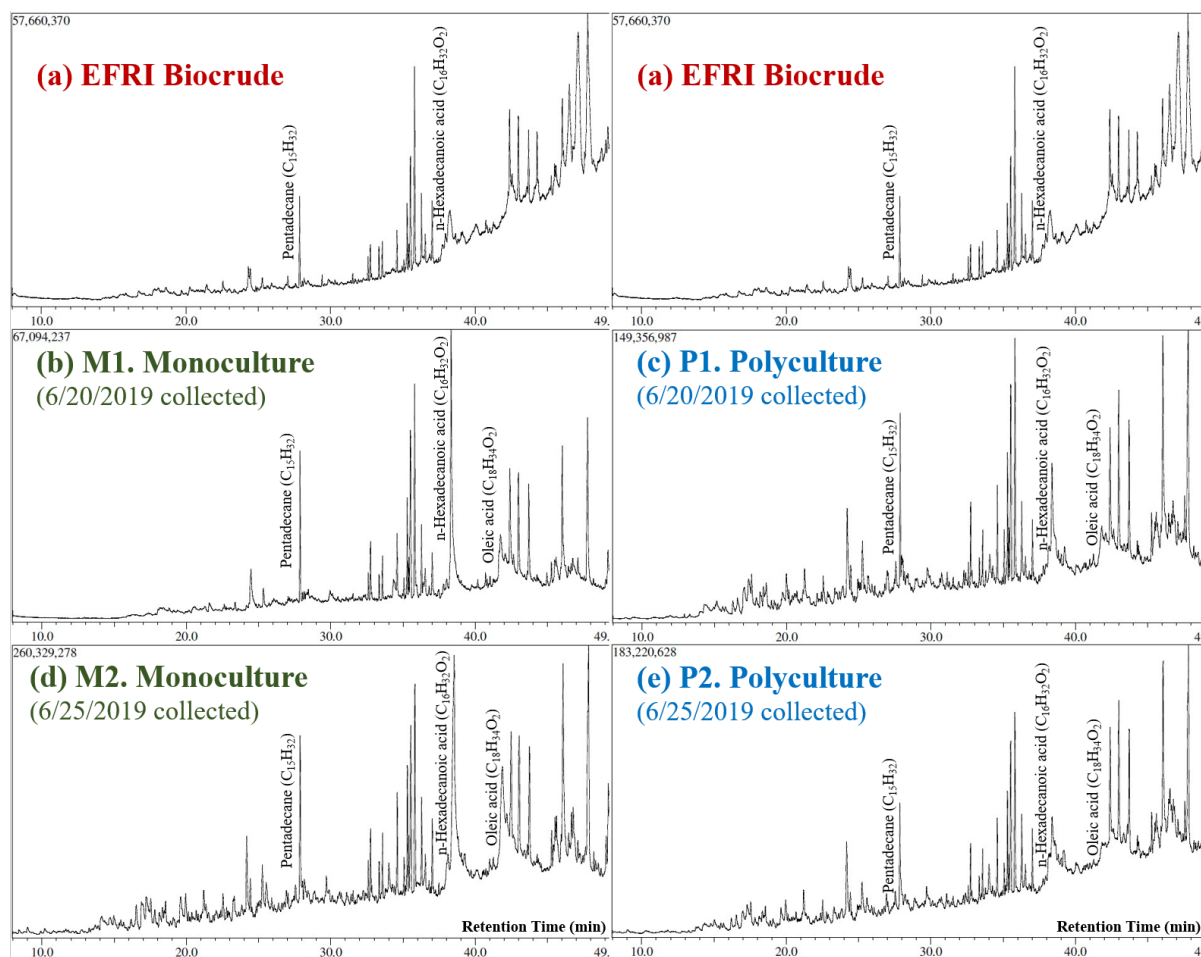 57,660,370
(a) EFRI Biocrude
Pentadecane (C₁₅H₃₂)
n-Hexadecanoic acid (C₁₆H₃₂O₂)
10.0 20.0 30.0 40.0 49.
57,660,370
(a) EFRI Biocrude
Pentadecane (C₁₅H₃₂)
n-Hexadecanoic acid (C₁₆H₃₂O₂)
10.0 20.0 30.0 40.0 4
67,094,237
(b) M1. Monoculture
(6/20/2019 collected)
Pentadecane (C₁₅H₃₂)
n-Hexadecanoic acid (C₁₆H₃₂O₂)
Oleic acid (C₁₈H₃₄O₂)
10.0 20.0 30.0 40.0 49.
149,356,987
(c) P1. Polyculture
(6/20/2019 collected)
Pentadecane (C₁₅H₃₂)
n-Hexadecanoic acid (C₁₆H₃₂O₂)
Oleic acid (C₁₈H₃₄O₂)
10.0 20.0 30.0 40.0 4
260,329,278
(d) M2. Monoculture
(6/25/2019 collected)
Pentadecane (C₁₅H₃₂)
n-Hexadecanoic acid (C₁₆H₃₂O₂)
Oleic acid (C₁₈H₃₄O₂)
Retention Time (min)
10.0 20.0 30.0 40.0 49.
183,220,628
(e) P2. Polyculture
(6/25/2019 collected)
Pentadecane (C₁₅H₃₂)
n-Hexadecanoic acid (C₁₆H₃₂O₂)
Oleic acid (C₁₈H₃₄O₂)
Retention Time (min)
10.0 20.0 30.0 40.0 4